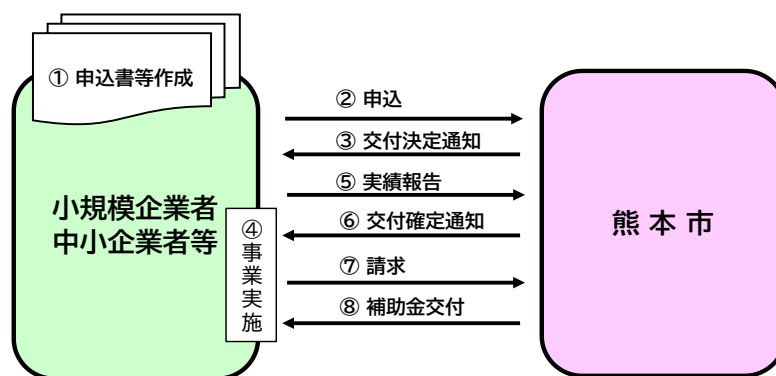 ① 申込書等作成
② 申込
③ 交付決定通知
小規模企業者
中小企業者等
④事業実施
⑤ 実績報告
⑥ 交付確定通知
⑦ 請求
⑧ 補助金交付
熊本市